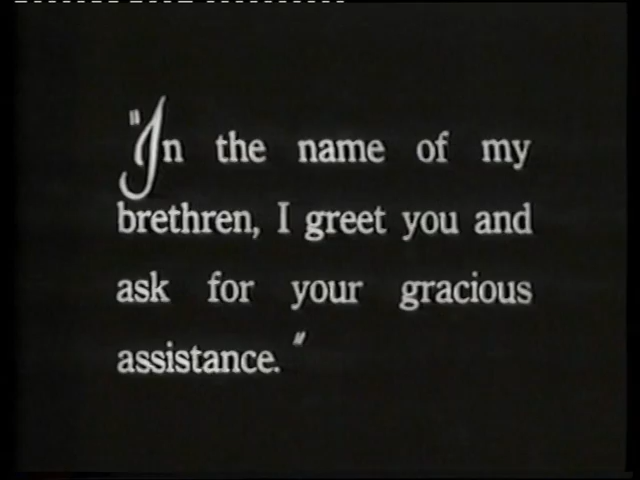 "In the name of my
brethren, I greet you and
ask for your gracious
assistance."